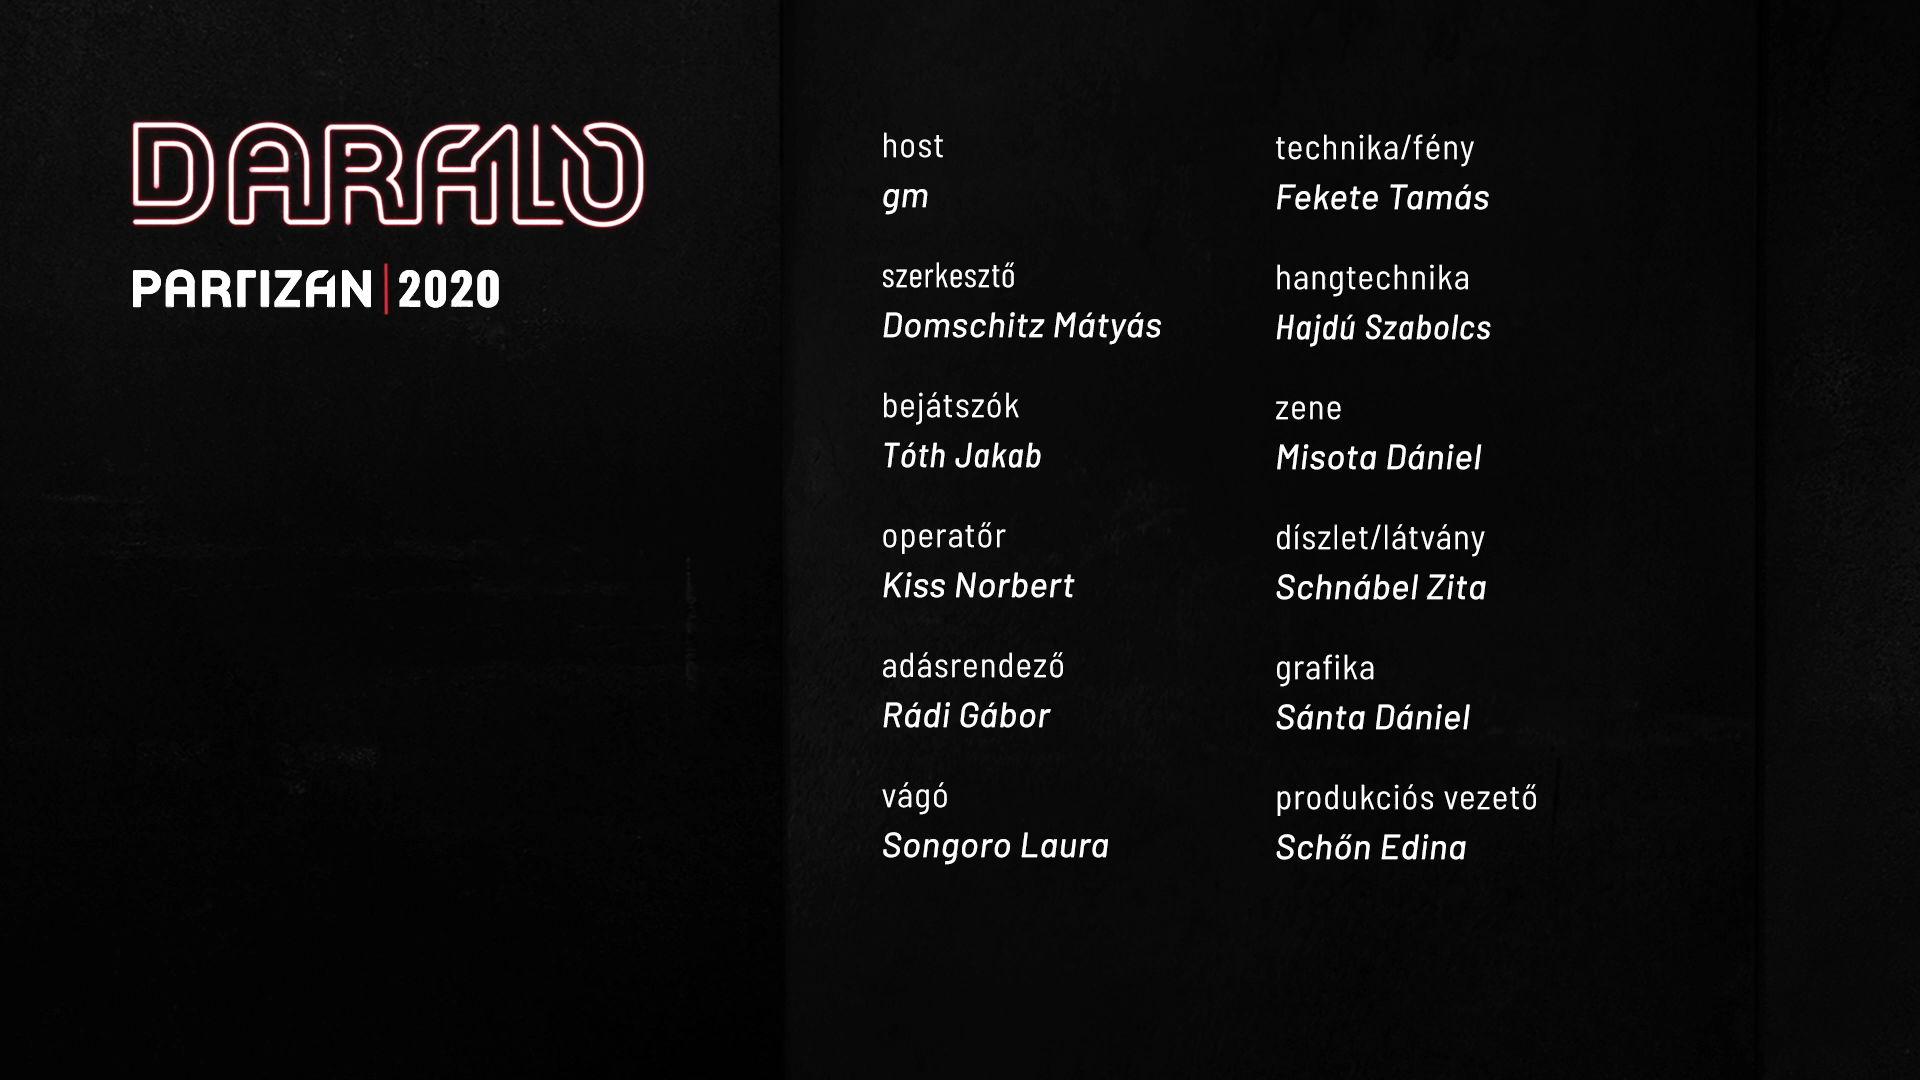 DARÁLÓ
PARTIZÁN | 2020
host
gm
szerkesztő
Domschitz Mátyás
bejátszók
Tóth Jakab
operatőr
Kiss Norbert
adásrendező
Rádi Gábor
vágó
Songoro Laura
technika/fény
Fekete Tamás
hangtechnika
Hajdú Szabolcs
zene
Misota Dániel
díszlet/látvány
Schnábel Zita
grafika
Sánta Dániel
produkciós vezető
Schőn Edina